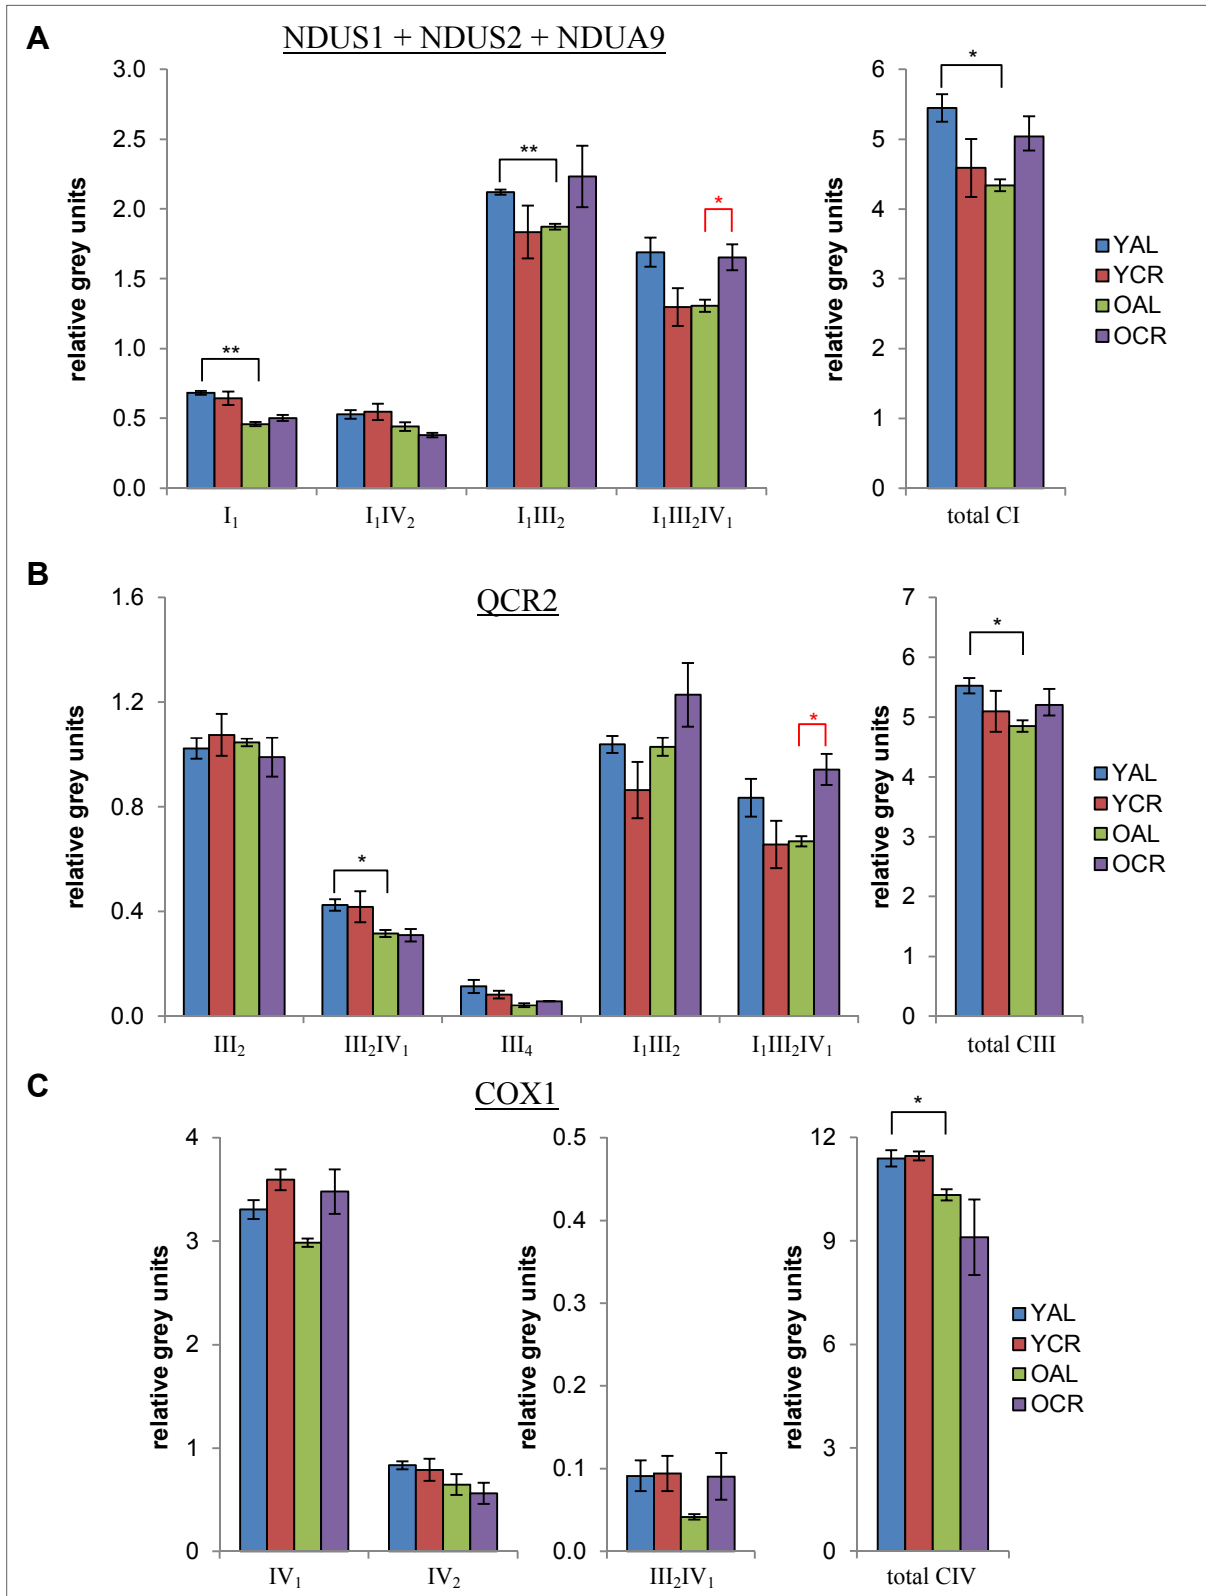 A
NDUS1 + NDUS2 + NDUA9
relative grey units
3.0
2.5
2.0
1.5
1.0
0.5
0.0
**
**
*
I₁
I₁IV₂
I₁III₂
I₁III₂IV₁
relative grey units
6
5
4
3
2
1
0
*
total CI
YAL
YCR
OAL
OCR
B
QCR2
relative grey units
1.6
1.2
0.8
0.4
0.0
*
*
III₂
III₂IV₁
III₄
I₁III₂
I₁III₂IV₁
relative grey units
7
6
5
4
3
2
1
0
*
total CIII
YAL
YCR
OAL
OCR
C
COX1
relative grey units
4
3
2
1
0
IV₁
IV₂
relative grey units
0.5
0.4
0.3
0.2
0.1
0.0
III₂IV₁
relative grey units
12
9
6
3
0
*
total CIV
YAL
YCR
OAL
OCR